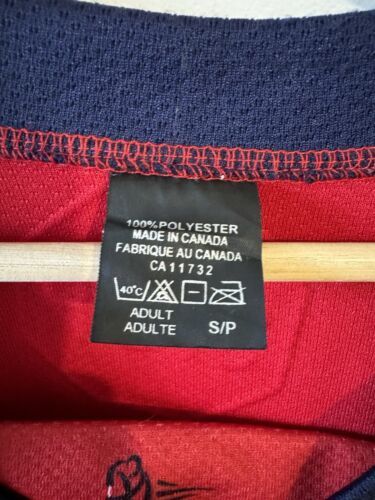 100%POLYESTER
MADE IN CANADA
FABRIQUE AU CANADA
CA11732
40°C
ADULT
ADULTE S/P